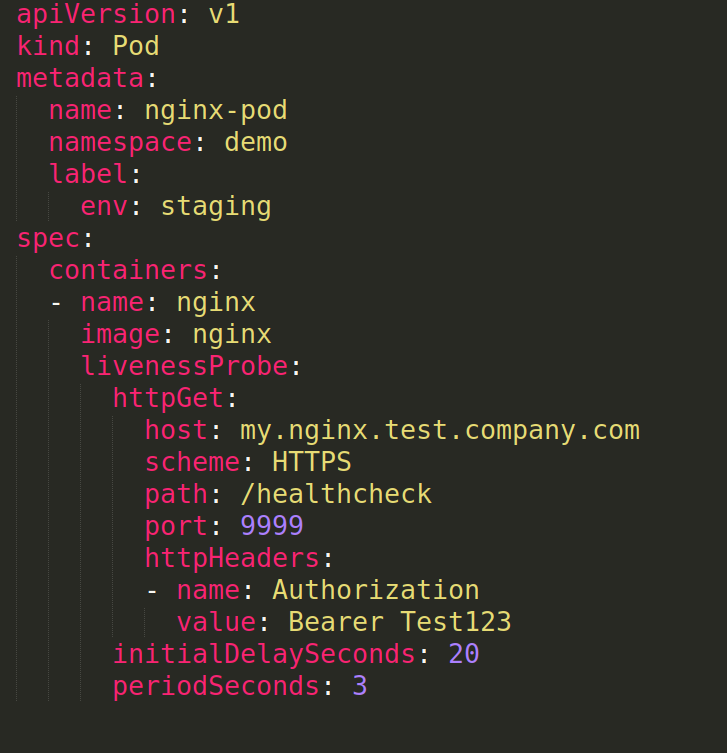 apiVersion: v1
kind: Pod
metadata:
  name: nginx-pod
  namespace: demo
  label:
    env: staging
spec:
  containers:
  - name: nginx
    image: nginx
    livenessProbe:
      httpGet:
        host: my.nginx.test.company.com
        scheme: HTTPS
        path: /healthcheck
        port: 9999
        httpHeaders:
        - name: Authorization
          value: Bearer Test123
      initialDelaySeconds: 20
      periodSeconds: 3